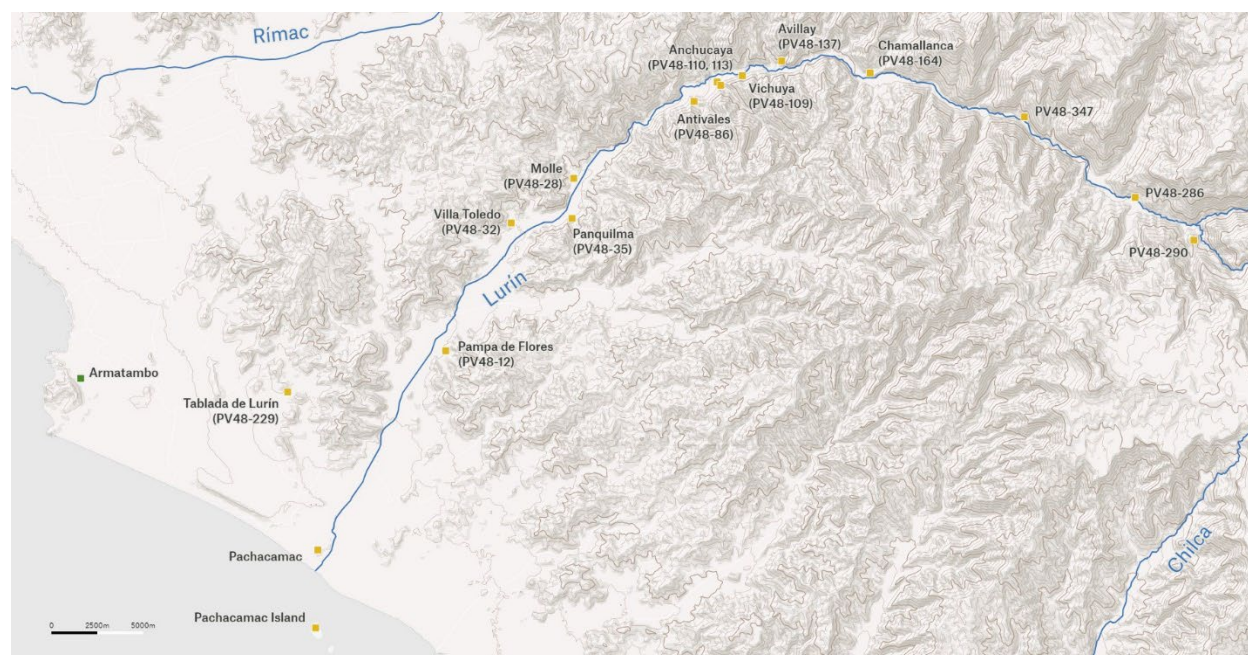 Rímac
Avillay
(PV48-137)
Anchucaya
(PV48-110, 113)
Chamallanca
(PV48-164)
Vichuya
(PV48-109)
Antivales
(PV48-86)
PV48-347
Molle
(PV48-28)
PV48-286
Villa Toledo
(PV48-32)
Panquilma
(PV48-35)
PV48-290
Lurín
Pampa de Flores
(PV48-12)
Armatambo
Tablada de Lurín
(PV48-229)
Pachacamac
Chilca
Pachacamac Island
0 2500m 5000m